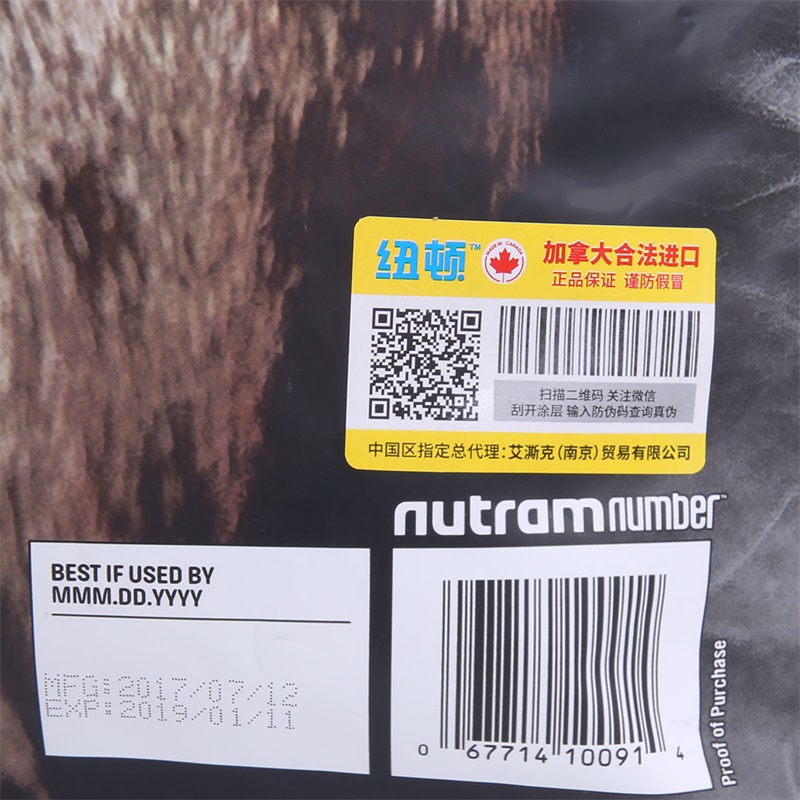 纽顿™
MADE IN CANADA
加拿大合法进口
正品保证 谨防假冒
扫描二维码 关注微信
刮开涂层 输入防伪码查询真伪
中国区指定总代理:艾澌克(南京)贸易有限公司
nutram number™
BEST IF USED BY
MMM.DD.YYYY
MFG:2017/07/12
EXP:2019/01/11
0 67714 10091 4
Proof of Purchase